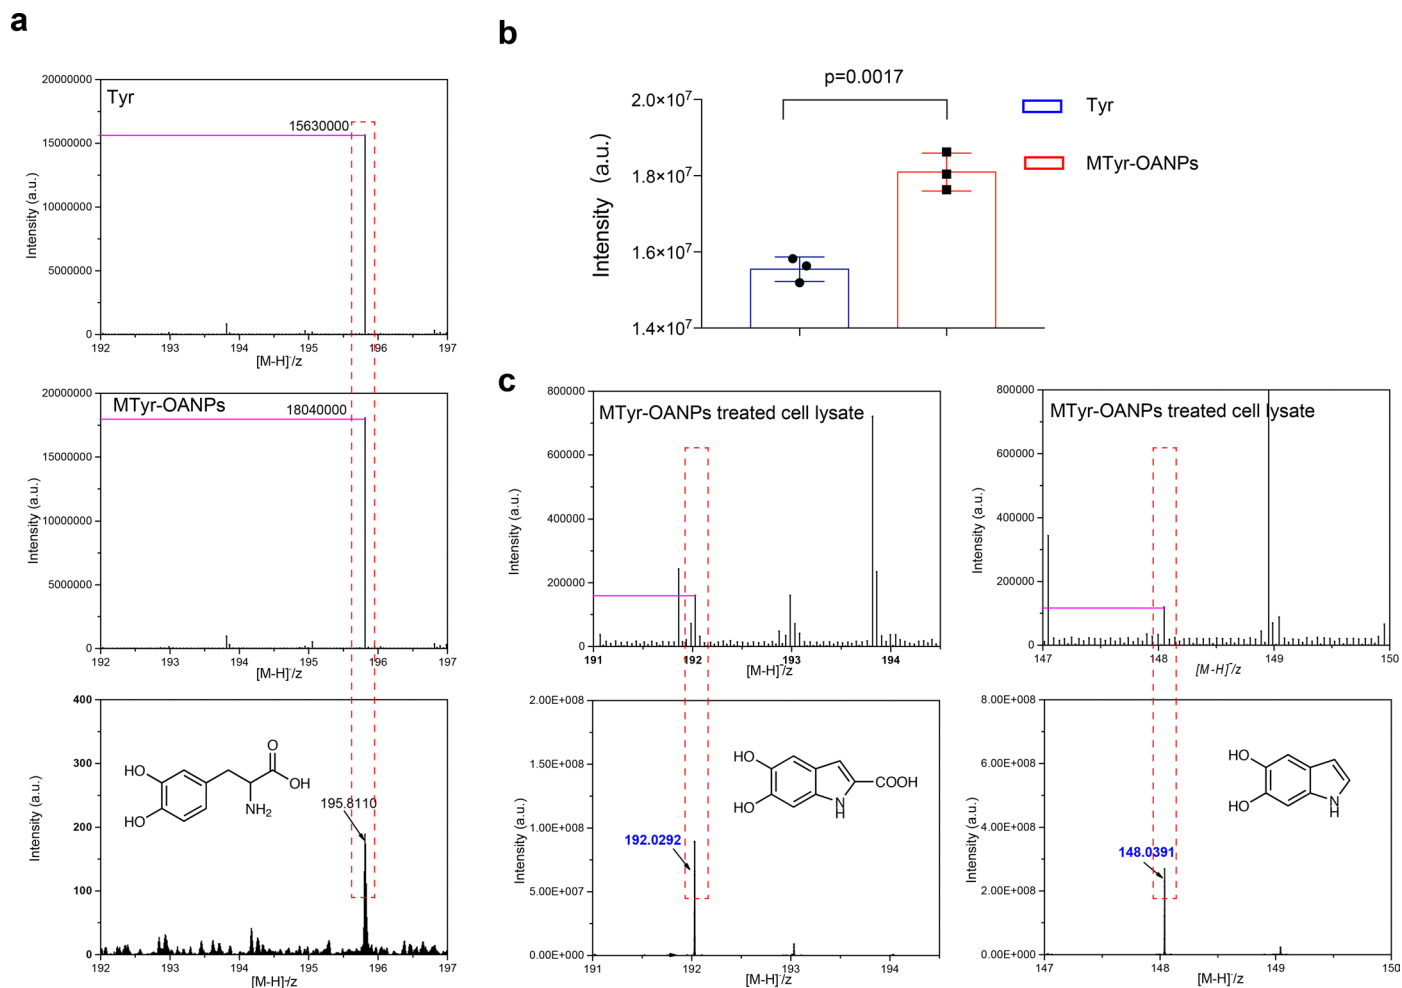 a
20000000
15000000
10000000
5000000
0
Intensity (a.u.)
Tyr
15630000
192 193 194 195 196 197
[M-H]⁻/z
20000000
15000000
10000000
5000000
0
Intensity (a.u.)
MTyr-OANPs
18040000
192 193 194 195 196 197
[M-H]⁻/z
400
300
200
100
0
Intensity (a.u.)
HO
HO
O
OH
NH₂
195.8110
192 193 194 195 196 197
[M-H]⁻/z
b
p=0.0017
2.0×10⁷
1.8×10⁷
1.6×10⁷
1.4×10⁷
Intensity (a.u.)
Tyr
MTyr-OANPs
c
800000
600000
400000
200000
0
Intensity (a.u.)
MTyr-OANPs treated cell lysate
191 192 193 194
[M-H]⁻/z
800000
600000
400000
200000
0
Intensity (a.u.)
MTyr-OANPs treated cell lysate
147 148 149 150
[M-H]⁻/z
2.00E+008
1.50E+008
1.00E+008
5.00E+007
0.00E+000
Intensity (a.u.)
HO
HO
N
H
COOH
192.0292
191 192 193 194
[M-H]⁻/z
8.00E+008
6.00E+008
4.00E+008
2.00E+008
0.00E+000
Intensity (a.u.)
HO
HO
N
H
148.0391
147 148 149 150
[M-H]⁻/z